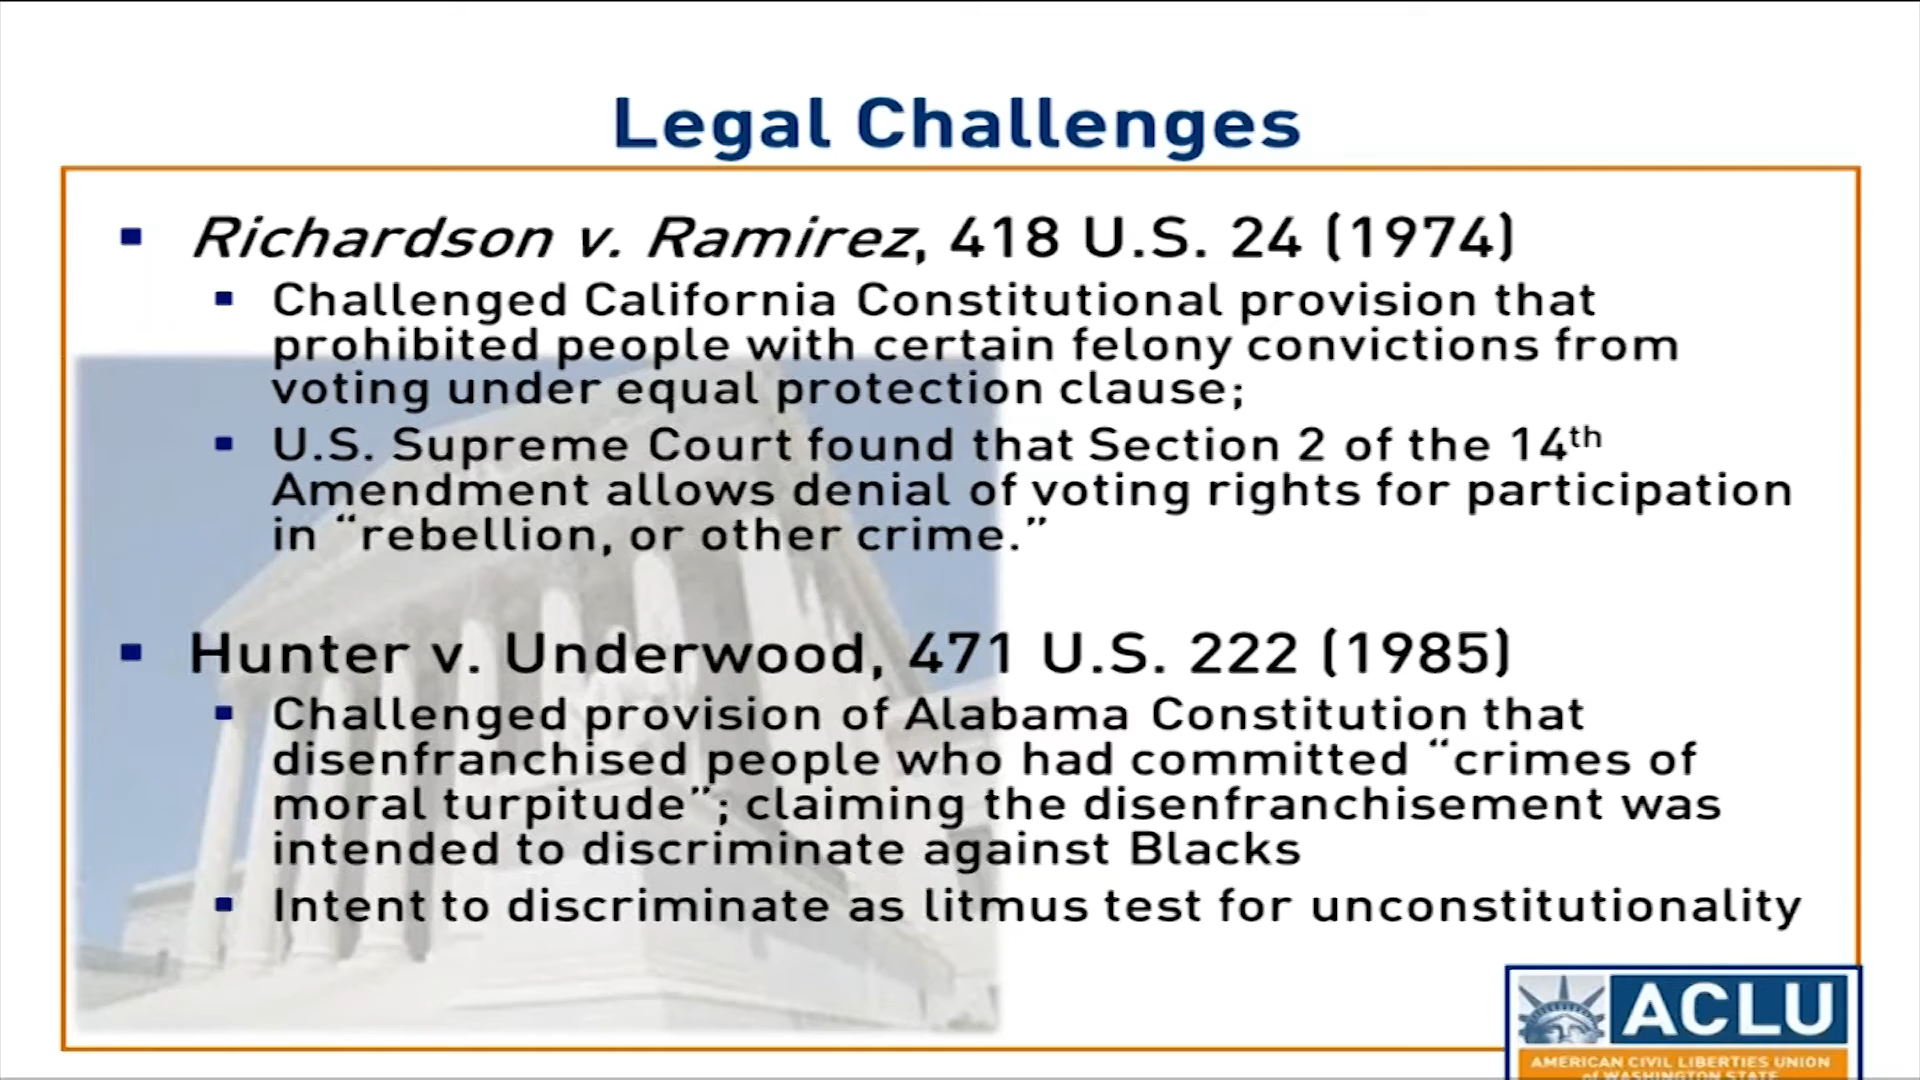 Legal Challenges
Richardson v. Ramirez, 418 U.S. 24 (1974)
Challenged California Constitutional provision that
prohibited people with certain felony convictions from
voting under equal protection clause;
U.S. Supreme Court found that Section 2 of the 14th
Amendment allows denial of voting rights for participation
in “rebellion, or other crime.”
Hunter v. Underwood, 471 U.S. 222 (1985)
Challenged provision of Alabama Constitution that
disenfranchised people who had committed “crimes of
moral turpitude”; claiming the disenfranchisement was
intended to discriminate against Blacks
Intent to discriminate as litmus test for unconstitutionality
ACLU
AMERICAN CIVIL LIBERTIES UNION
of WASHINGTON STATE